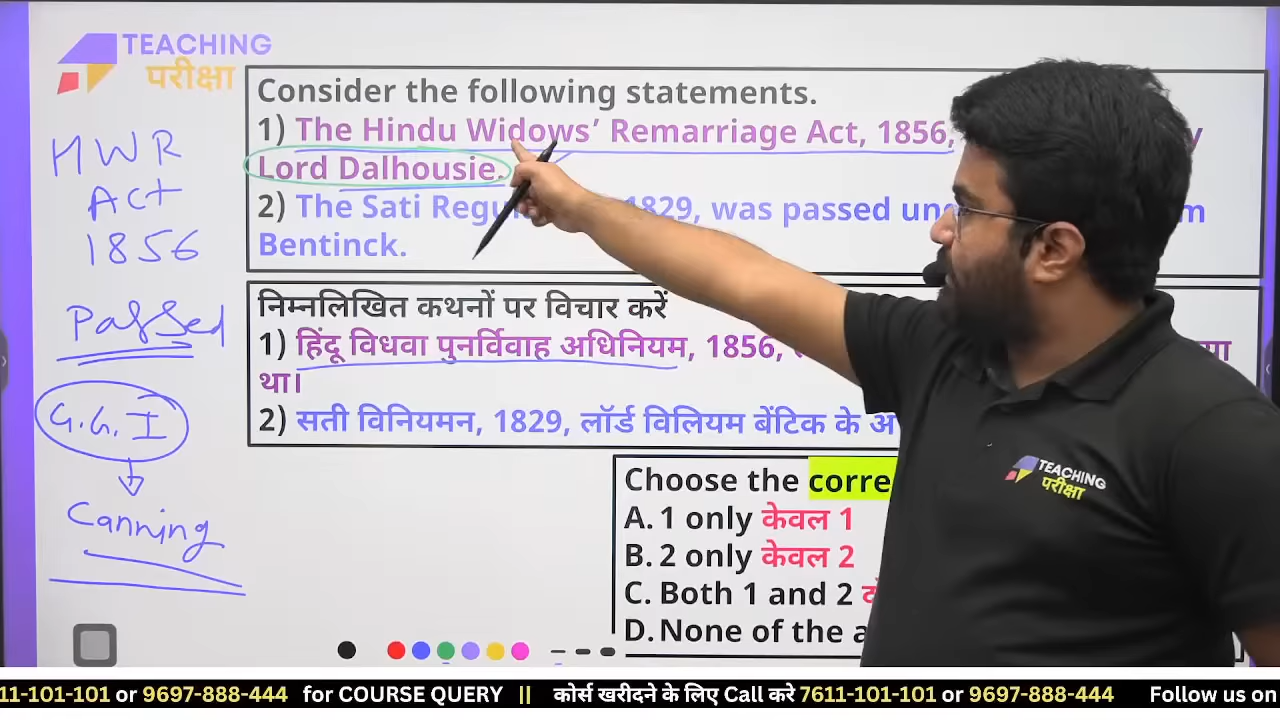 TEACHING
परीक्षा
Consider the following statements.
1) The Hindu Widows’ Remarriage Act, 1856,
Lord Dalhousie.
2) The Sati 1829, was passed
Bentinck.
HWR
Act
1856
Passed
G.G.I
Canning
निम्नलिखित कथनों पर विचार करें
1) हिंदू विधवा पुनर्विवाह अधिनियम, 1856,
था।
2) सती विनियमन, 1829, लॉर्ड विलियम बेंटिक के
Choose the
A. 1 only केवल 1
B. 2 only केवल 2
C. Both 1 and 2
D. None of the
TEACHING
परीक्षा
11-101-101 or 9697-888-444 for COURSE QUERY || कोर्स खरीदने के लिए Call करे 7611-101-101 or 9697-888-444 Follow us on